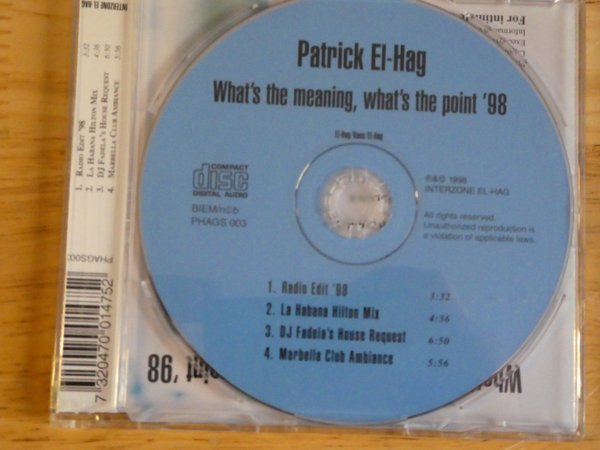 INTERZONE EL-HAG
1. RADIO EDIT '98 3:32
2. LA HABANA HILTON MIX 4:36
3. DJ FADELA'S HOUSE REQUEST 6:50
4. MARBELLA CLUB AMBIANCE 5:56
PHAGS00
7 320470 014752
Patrick El-Hag
What's the meaning, what's the point '98
El-Hag Vans/El-Hag
COMPACT
disc
DIGITAL AUDIO
BIEM/n©b
PHAGS 003
℗&© 1998
INTERZONE EL-HAG
All rights reserved.
Unauthorized reproduction is
a violation of applicable laws.
1. Radio Edit '98 3:32
2. La Habana Hilton Mix 4:36
3. DJ Fadela's House Request 6:50
4. Marbella Club Ambiance 5:56
For
oint '98